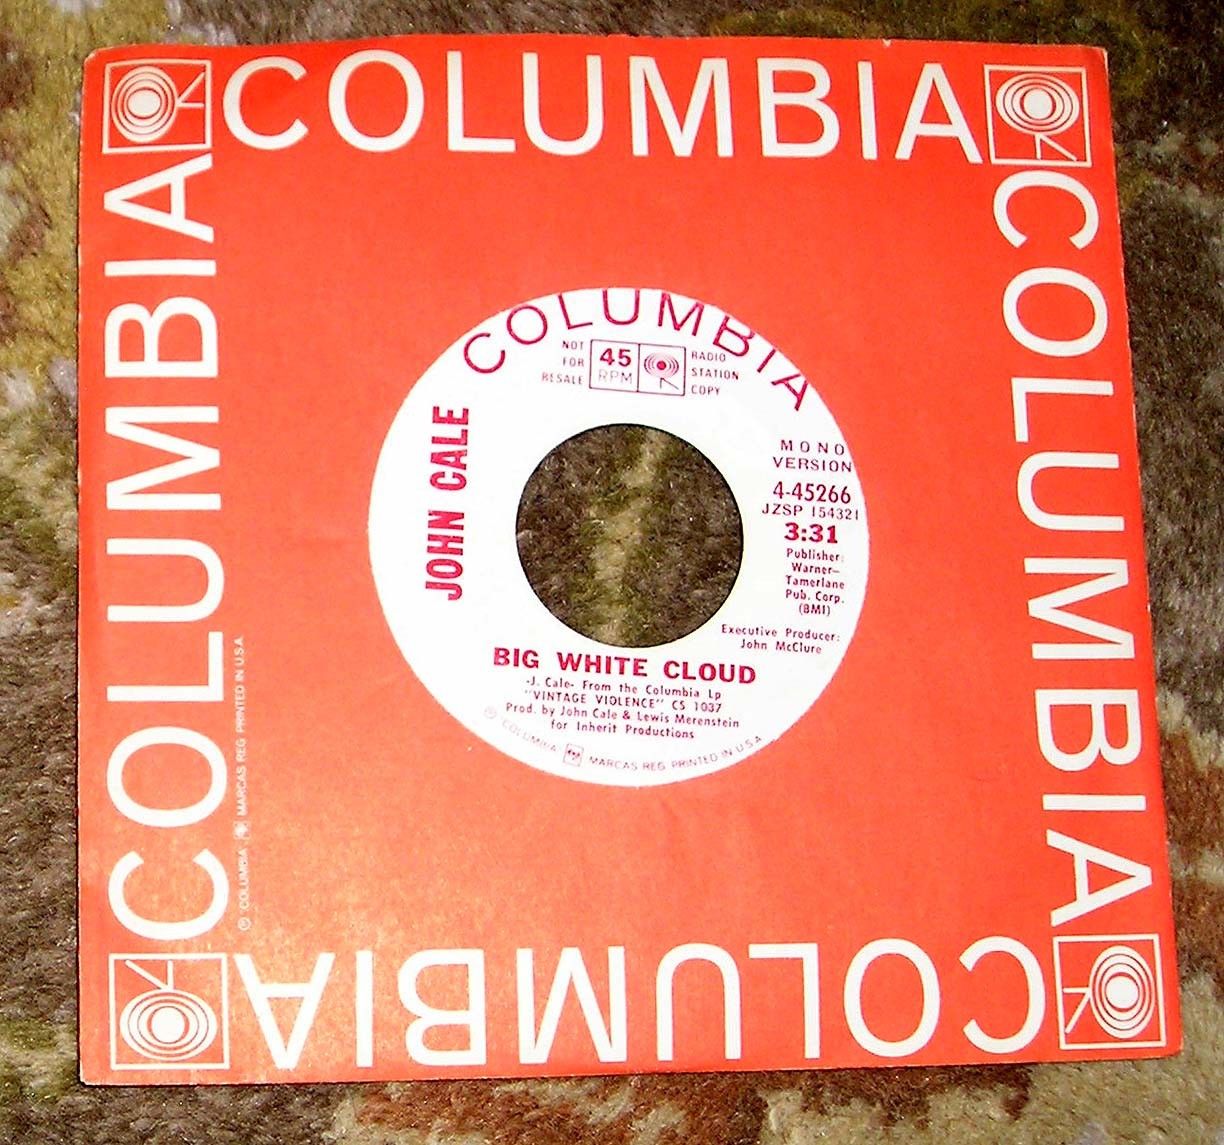 COLUMBIA
COLUMBIA
COLUMBIA
COLUMBIA
© COLUMBIA MARCAS REG. PRINTED IN U.S.A.
COLUMBIA
NOT
FOR
RESALE
45
RPM
RADIO
STATION
COPY
JOHN CALE
MONO
VERSION
4-45266
JZSP 154321
3:31
Publisher:
Warner-
Tamerlane
Pub. Corp.
(BMI)
Executive Producer:
John McClure
BIG WHITE CLOUD
-J. Cale- From the Columbia Lp
"VINTAGE VIOLENCE" CS 1037
Prod. by John Cale & Lewis Merenstein
for Inherit Productions
COLUMBIA MARCAS REG. PRINTED IN U.S.A.